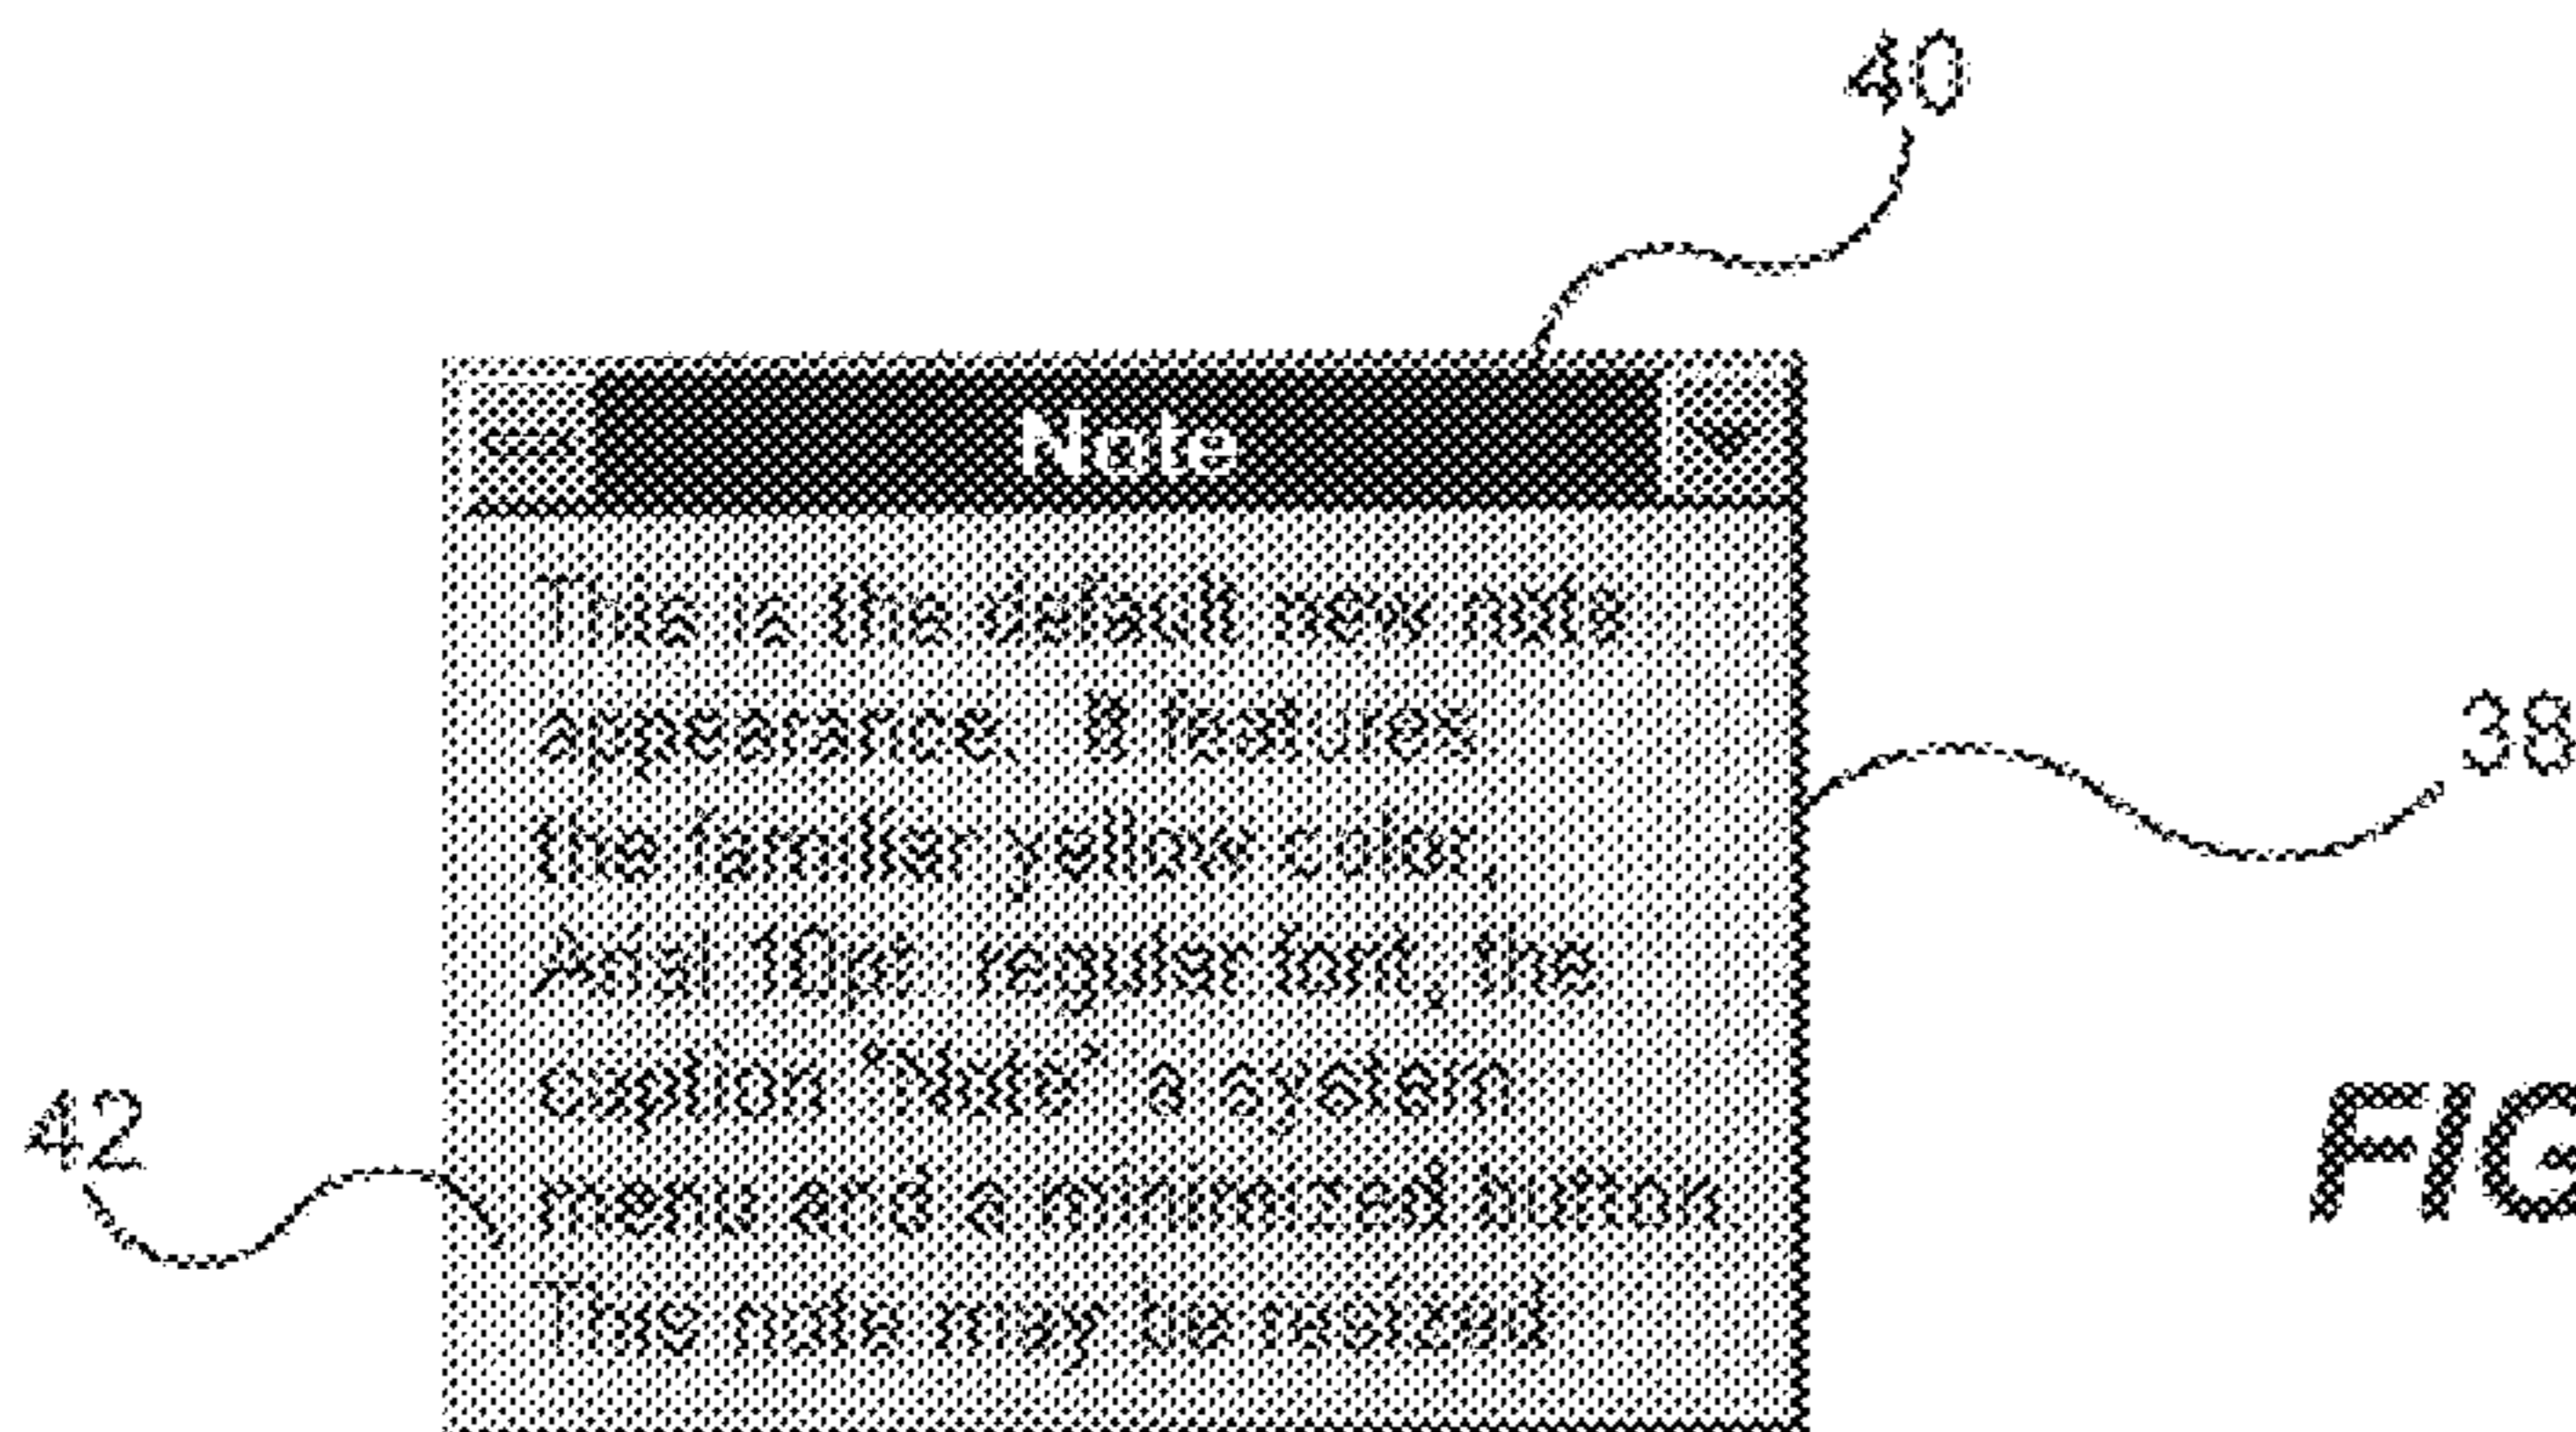 40
Note
This is the default new note
appearance. It features
38
the familiar yellow color,
Arial 10pt. regular font, the
caption "Note" a system
42
FIG
menu and a minimized button.
This note may be resized